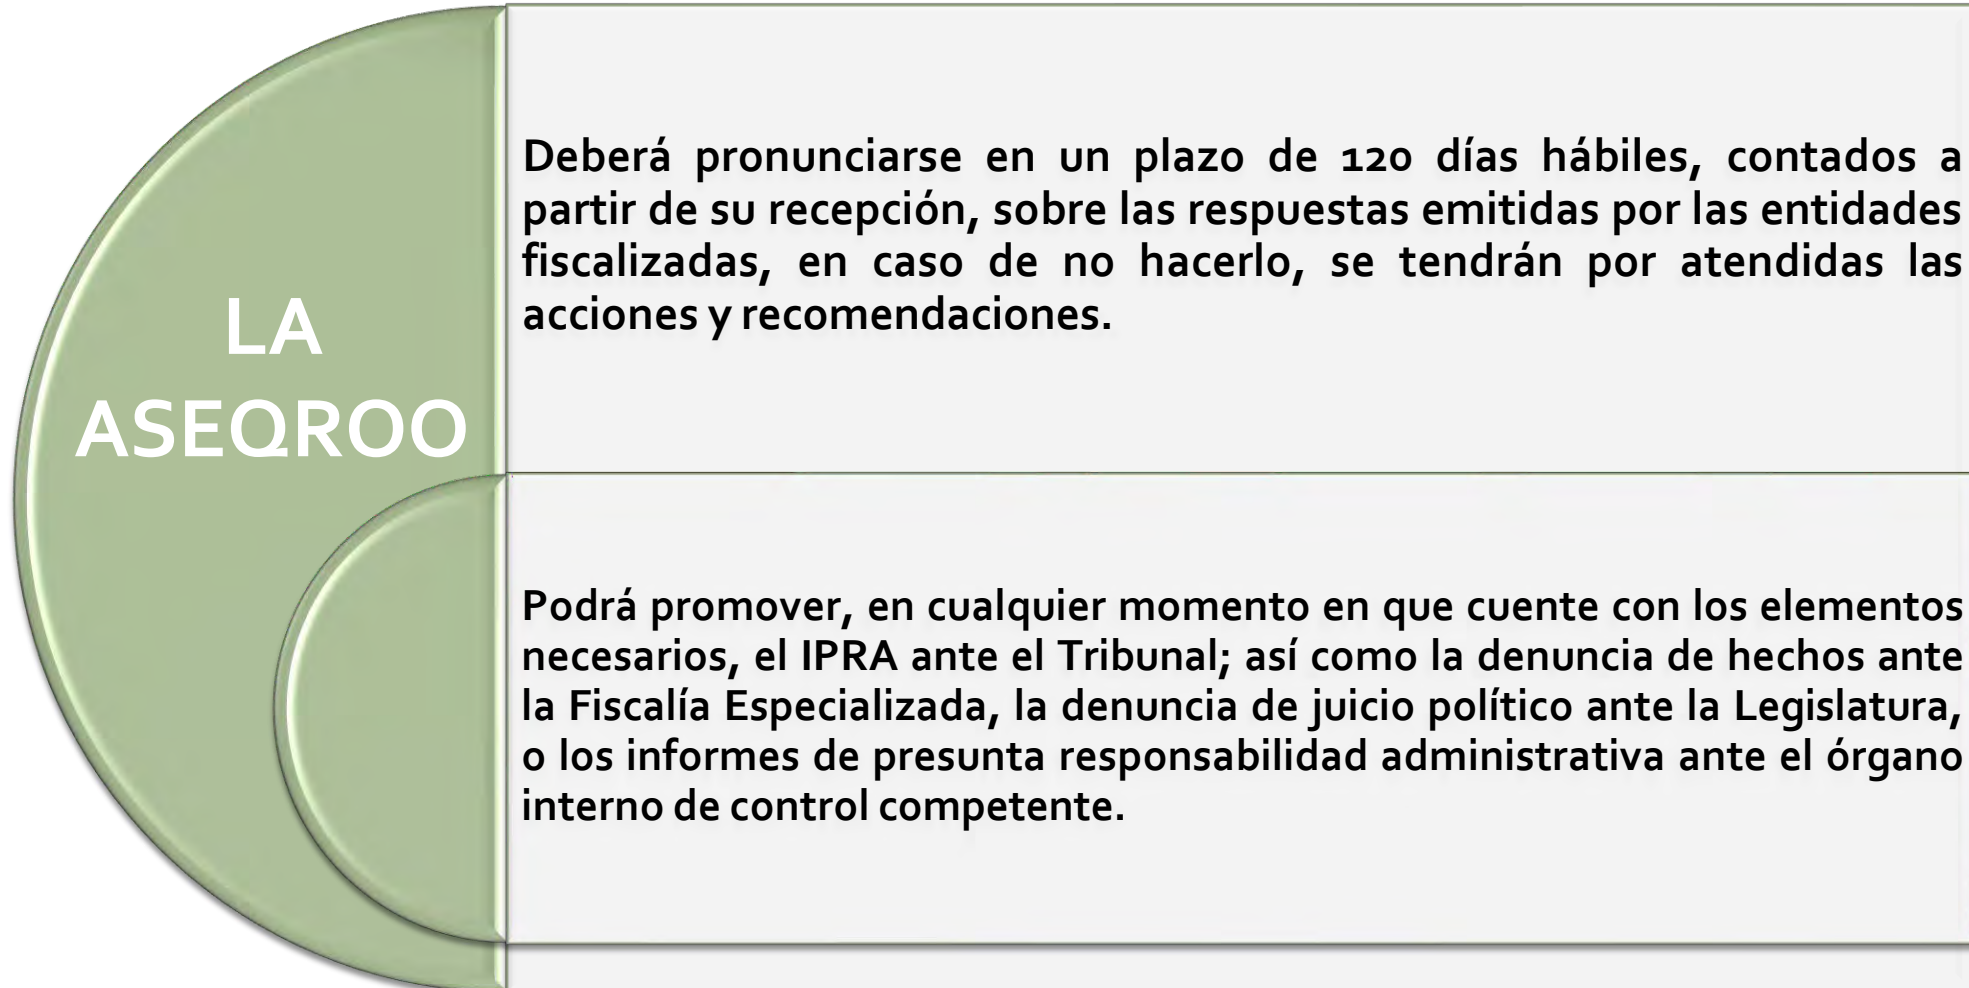 LA
ASEQROO
Deberá pronunciarse en un plazo de 120 días hábiles, contados a
partir de su recepción, sobre las respuestas emitidas por las entidades
fiscalizadas, en caso de no hacerlo, se tendrán por atendidas las
acciones y recomendaciones.
Podrá promover, en cualquier momento en que cuente con los elementos
necesarios, el IPRA ante el Tribunal; así como la denuncia de hechos ante
la Fiscalía Especializada, la denuncia de juicio político ante la Legislatura,
o los informes de presunta responsabilidad administrativa ante el órgano
interno de control competente.